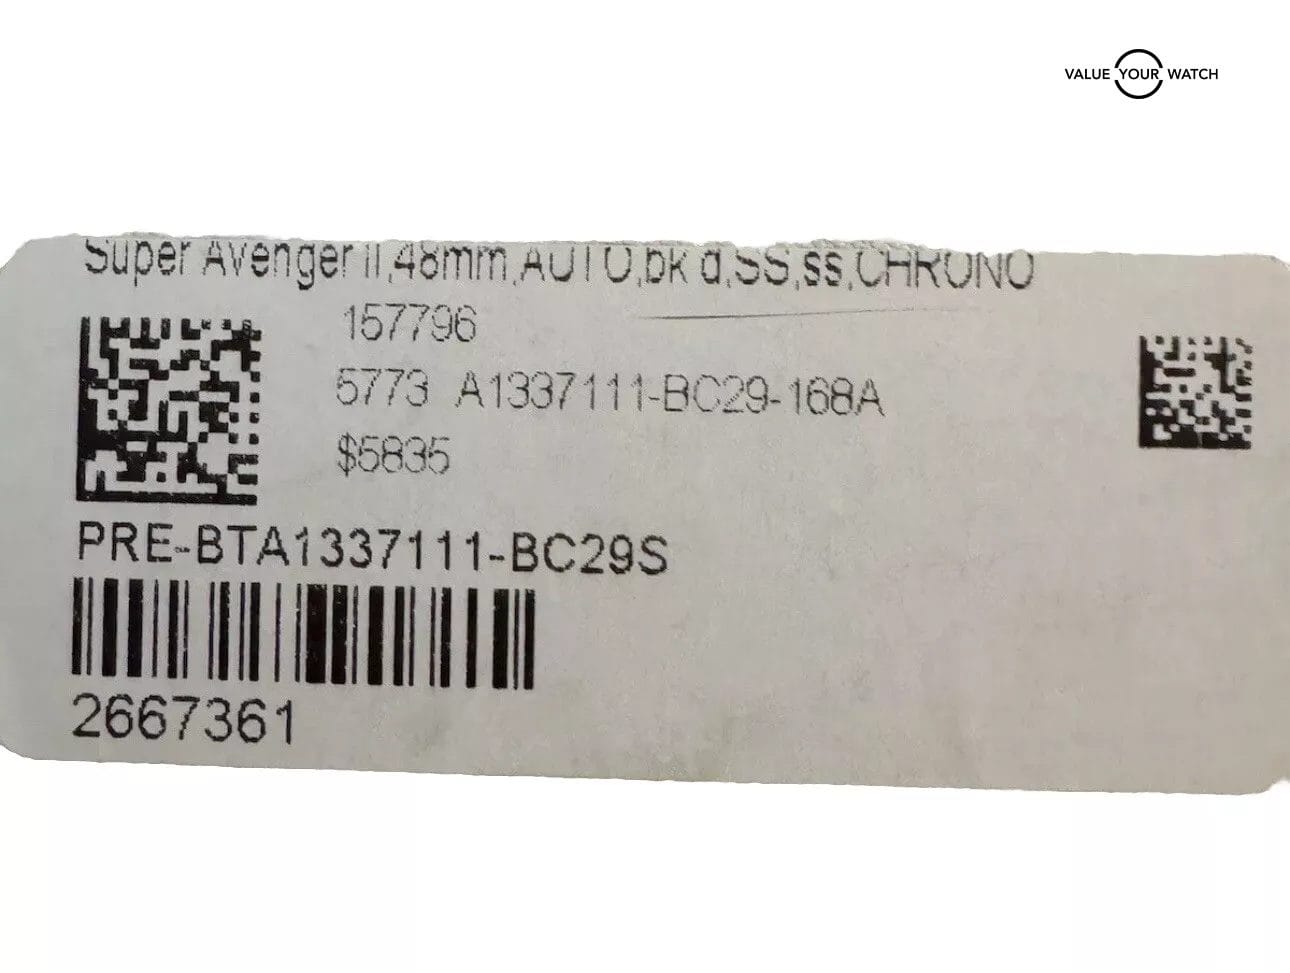 VALUE YOUR WATCH
Super Avenger II,48mm,AUTO,bk d,SS,ss,CHRONO
157796
5773 A1337111-BC29-168A
$5835
PRE-BTA1337111-BC29S
2667361